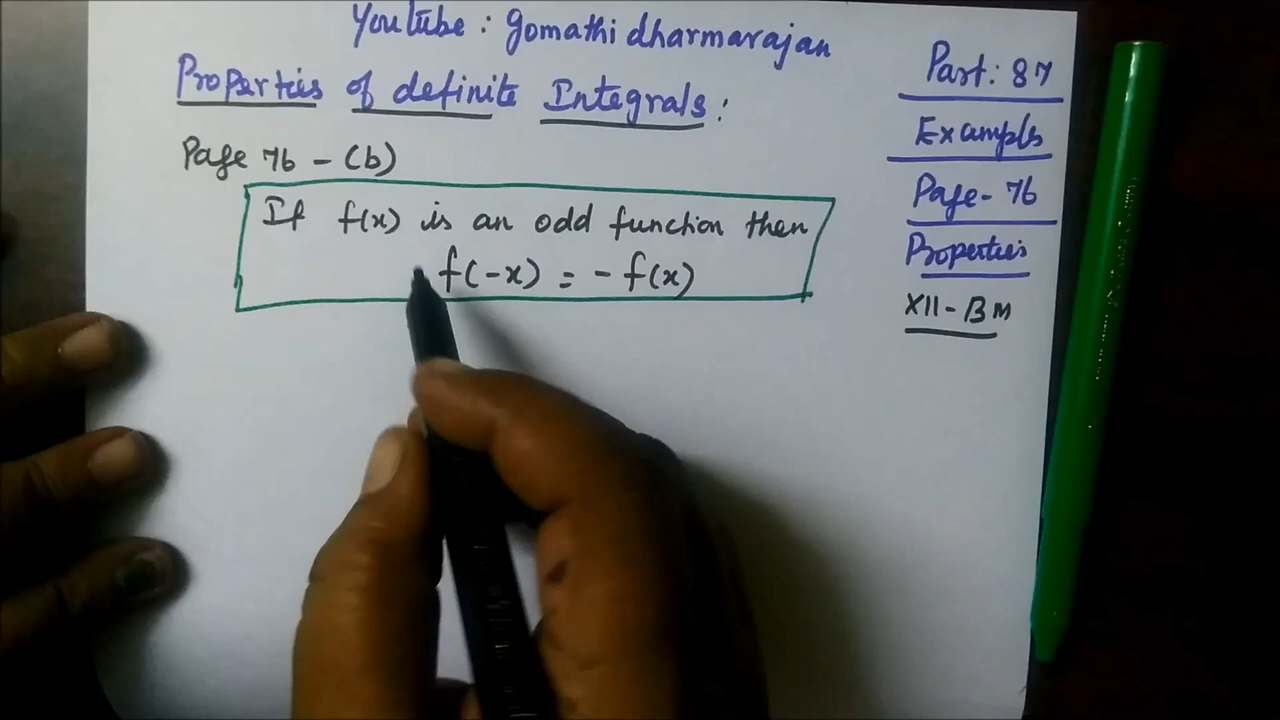 YouTube : gomathi dharmarajan
Properties of definite Integrals :
Page 76 - (b)
If f(x) is an odd function then
f(-x) = - f(x)
Part: 87
Examples
Page- 76
Properties
XII - BM